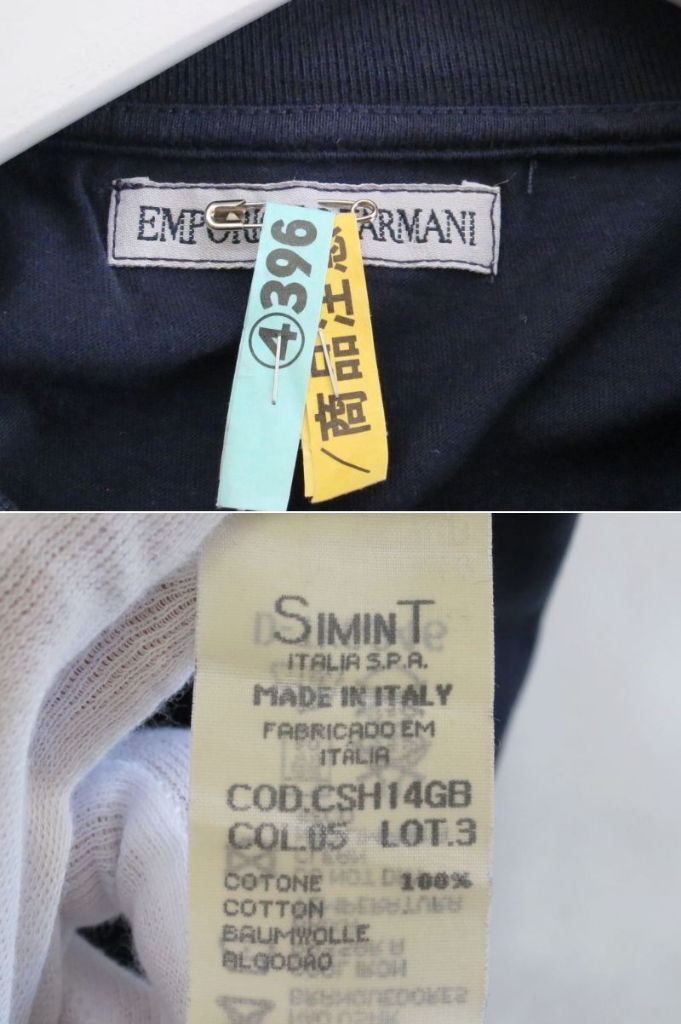 EMPORIO ARMANI
④396
/商品注意
SIMINT
ITALIA S.P.A.
MADE IN ITALY
FABRICADO EM
ITÁLIA
COD.CSH14GB
COL.05 LOT.3
COTONE 100%
COTTON
BAUMWOLLE
ALGODÃO